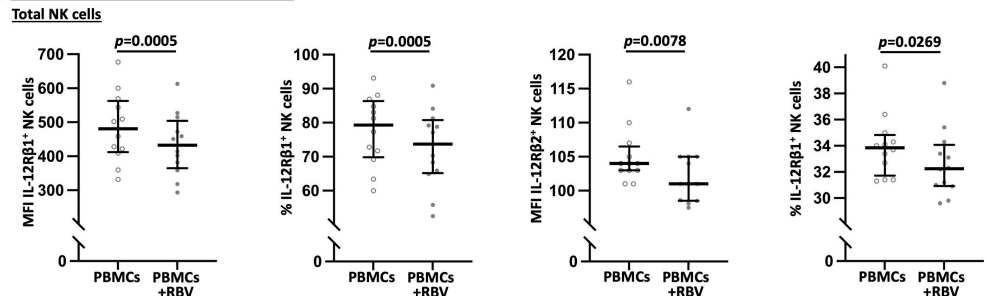 Total NK cells
p=0.0005
MFI IL-12Rβ1⁺ NK cells
700
600
500
400
300
0
PBMCs
PBMCs
+RBV
p=0.0005
% IL-12Rβ1⁺ NK cells
100
90
80
70
60
0
PBMCs
PBMCs
+RBV
p=0.0078
MFI IL-12Rβ2⁺ NK cells
120
115
110
105
100
0
PBMCs
PBMCs
+RBV
p=0.0269
% IL-12Rβ1⁺ NK cells
40
38
36
34
32
30
0
PBMCs
PBMCs
+RBV